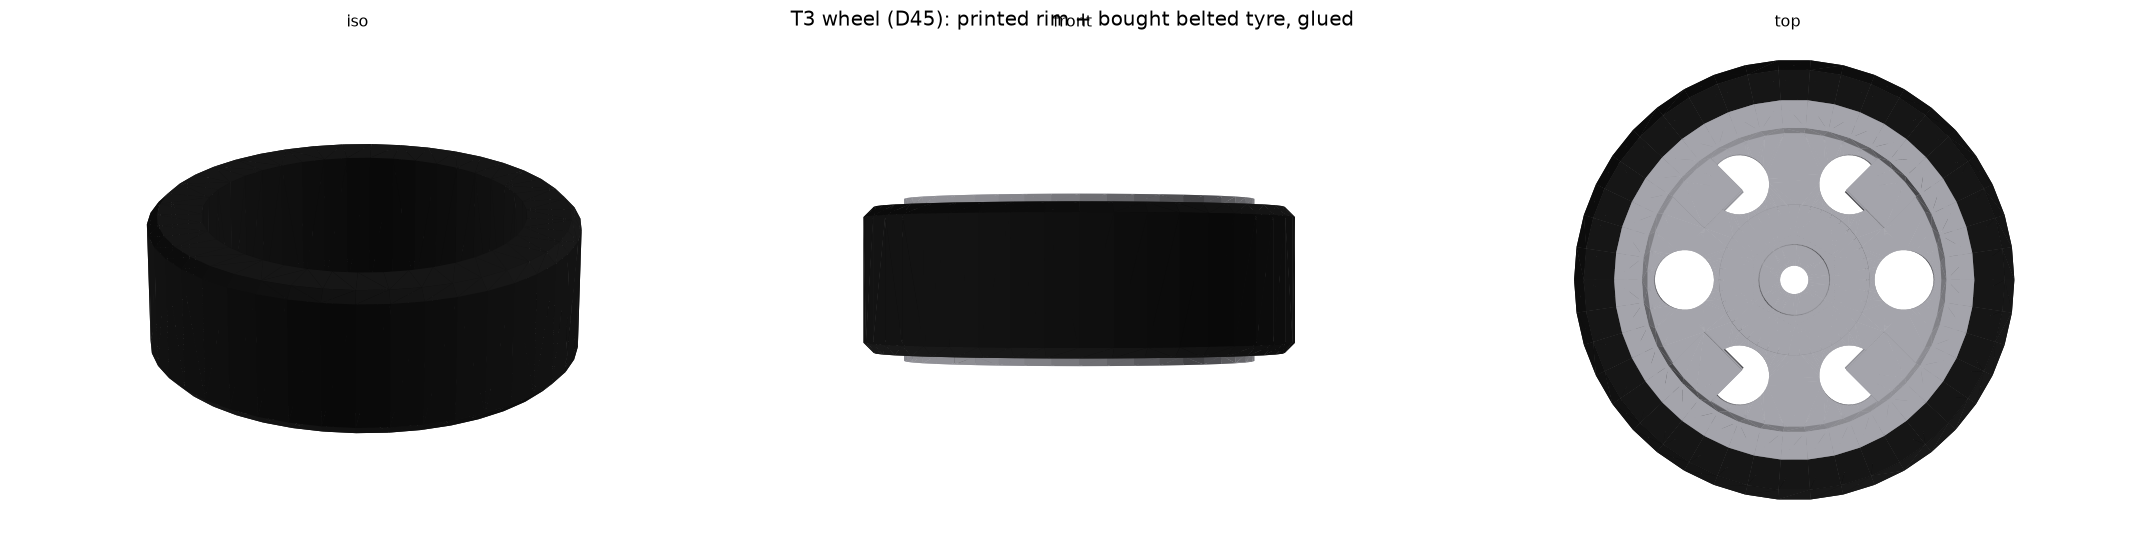 T3 wheel (D45): printed rim + bought belted tyre, glued
iso
front
top